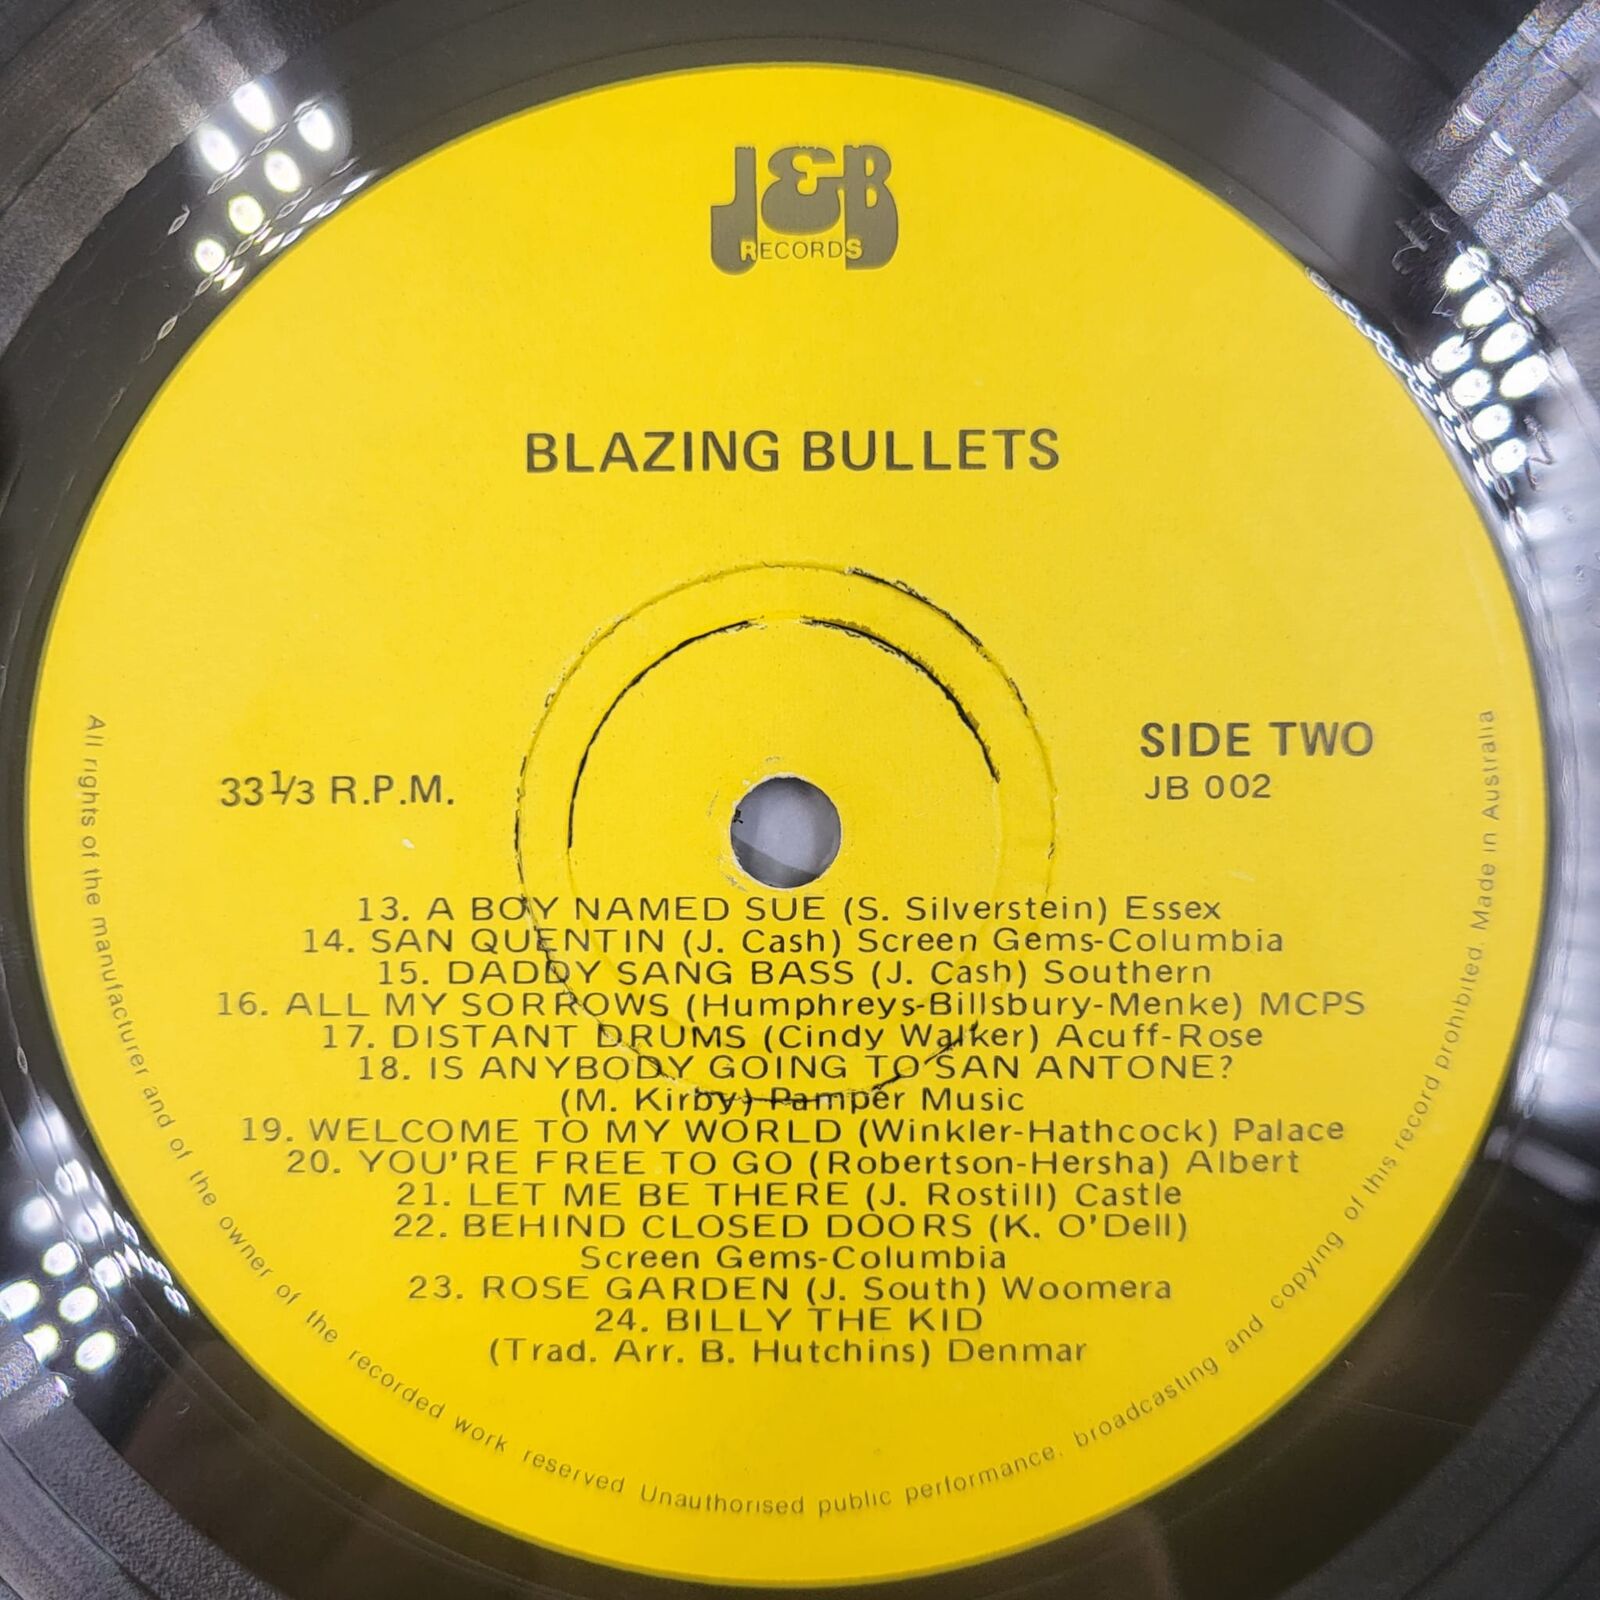 J&B
RECORDS
BLAZING BULLETS
SIDE TWO
JB 002
33 1/3 R.P.M.
13. A BOY NAMED SUE (S. Silverstein) Essex
14. SAN QUENTIN (J. Cash) Screen Gems-Columbia
15. DADDY SANG BASS (J. Cash) Southern
16. ALL MY SORROWS (Humphreys-Billsbury-Menke) MCPS
17. DISTANT DRUMS (Cindy Walker) Acuff-Rose
18. IS ANYBODY GOING TO SAN ANTONE?
(M. Kirby) Pamper Music
19. WELCOME TO MY WORLD (Winkler-Hathcock) Palace
20. YOU'RE FREE TO GO (Robertson-Hersha) Albert
21. LET ME BE THERE (J. Rostill) Castle
22. BEHIND CLOSED DOORS (K. O'Dell)
Screen Gems-Columbia
23. ROSE GARDEN (J. South) Woomera
24. BILLY THE KID
(Trad. Arr. B. Hutchins) Denmar
All rights of the manufacturer and of the owner of the recorded work reserved Unauthorised public performance. broadcasting and copying of this record prohibited. Made in Australia